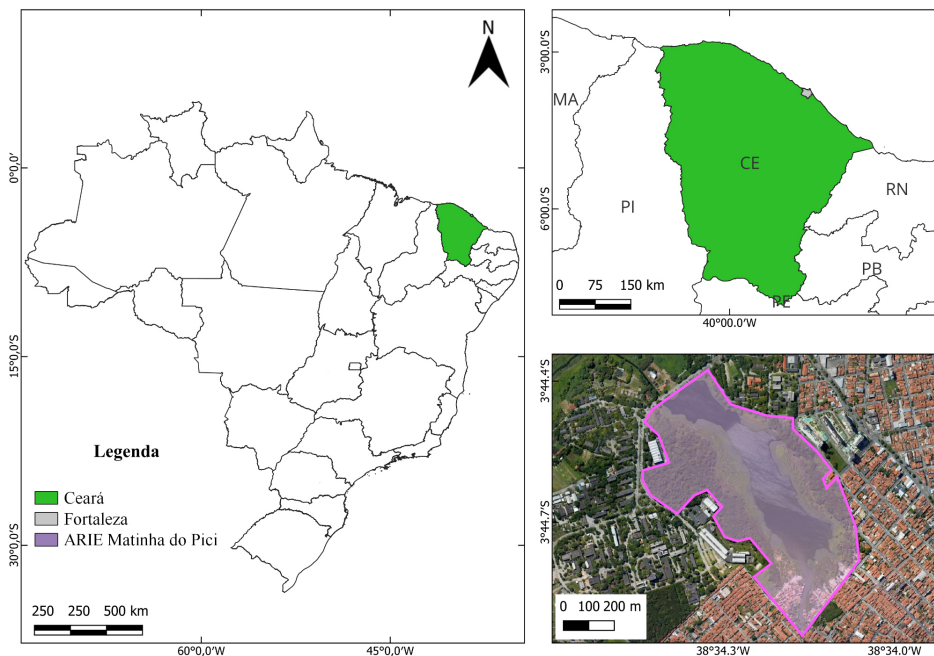 N
0°0,0'
15°0,0'S
30°0,0'S
60°0,0'W
45°0,0'W
Legenda
Ceará
Fortaleza
ARIE Matinha do Pici
250 250 500 km
3°00.0'S
6°00.0'S
40°00.0'W
MA
PI
CE
RN
PB
PE
0 75 150 km
3°44.4'S
3°44.7'S
0 100 200 m
38°34.3'W
38°34.0'W